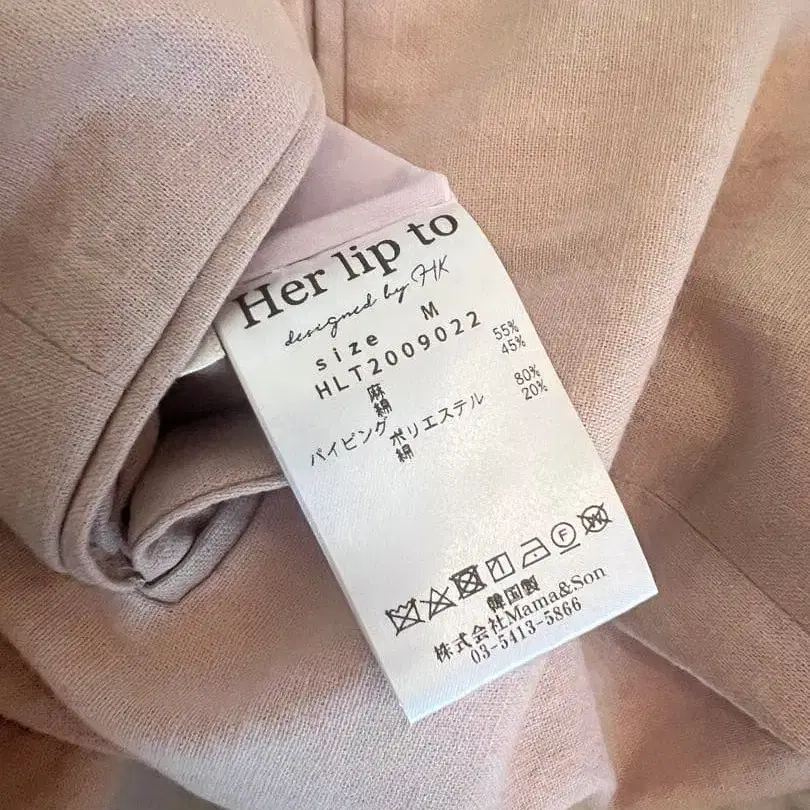 Her lip to
designed by HK
size M
HLT2009022
麻 55%
綿 45%
パイピング ポリエステル 80%
綿 20%
F
W
韓国製
株式会社Mama&Son
03-5413-5866